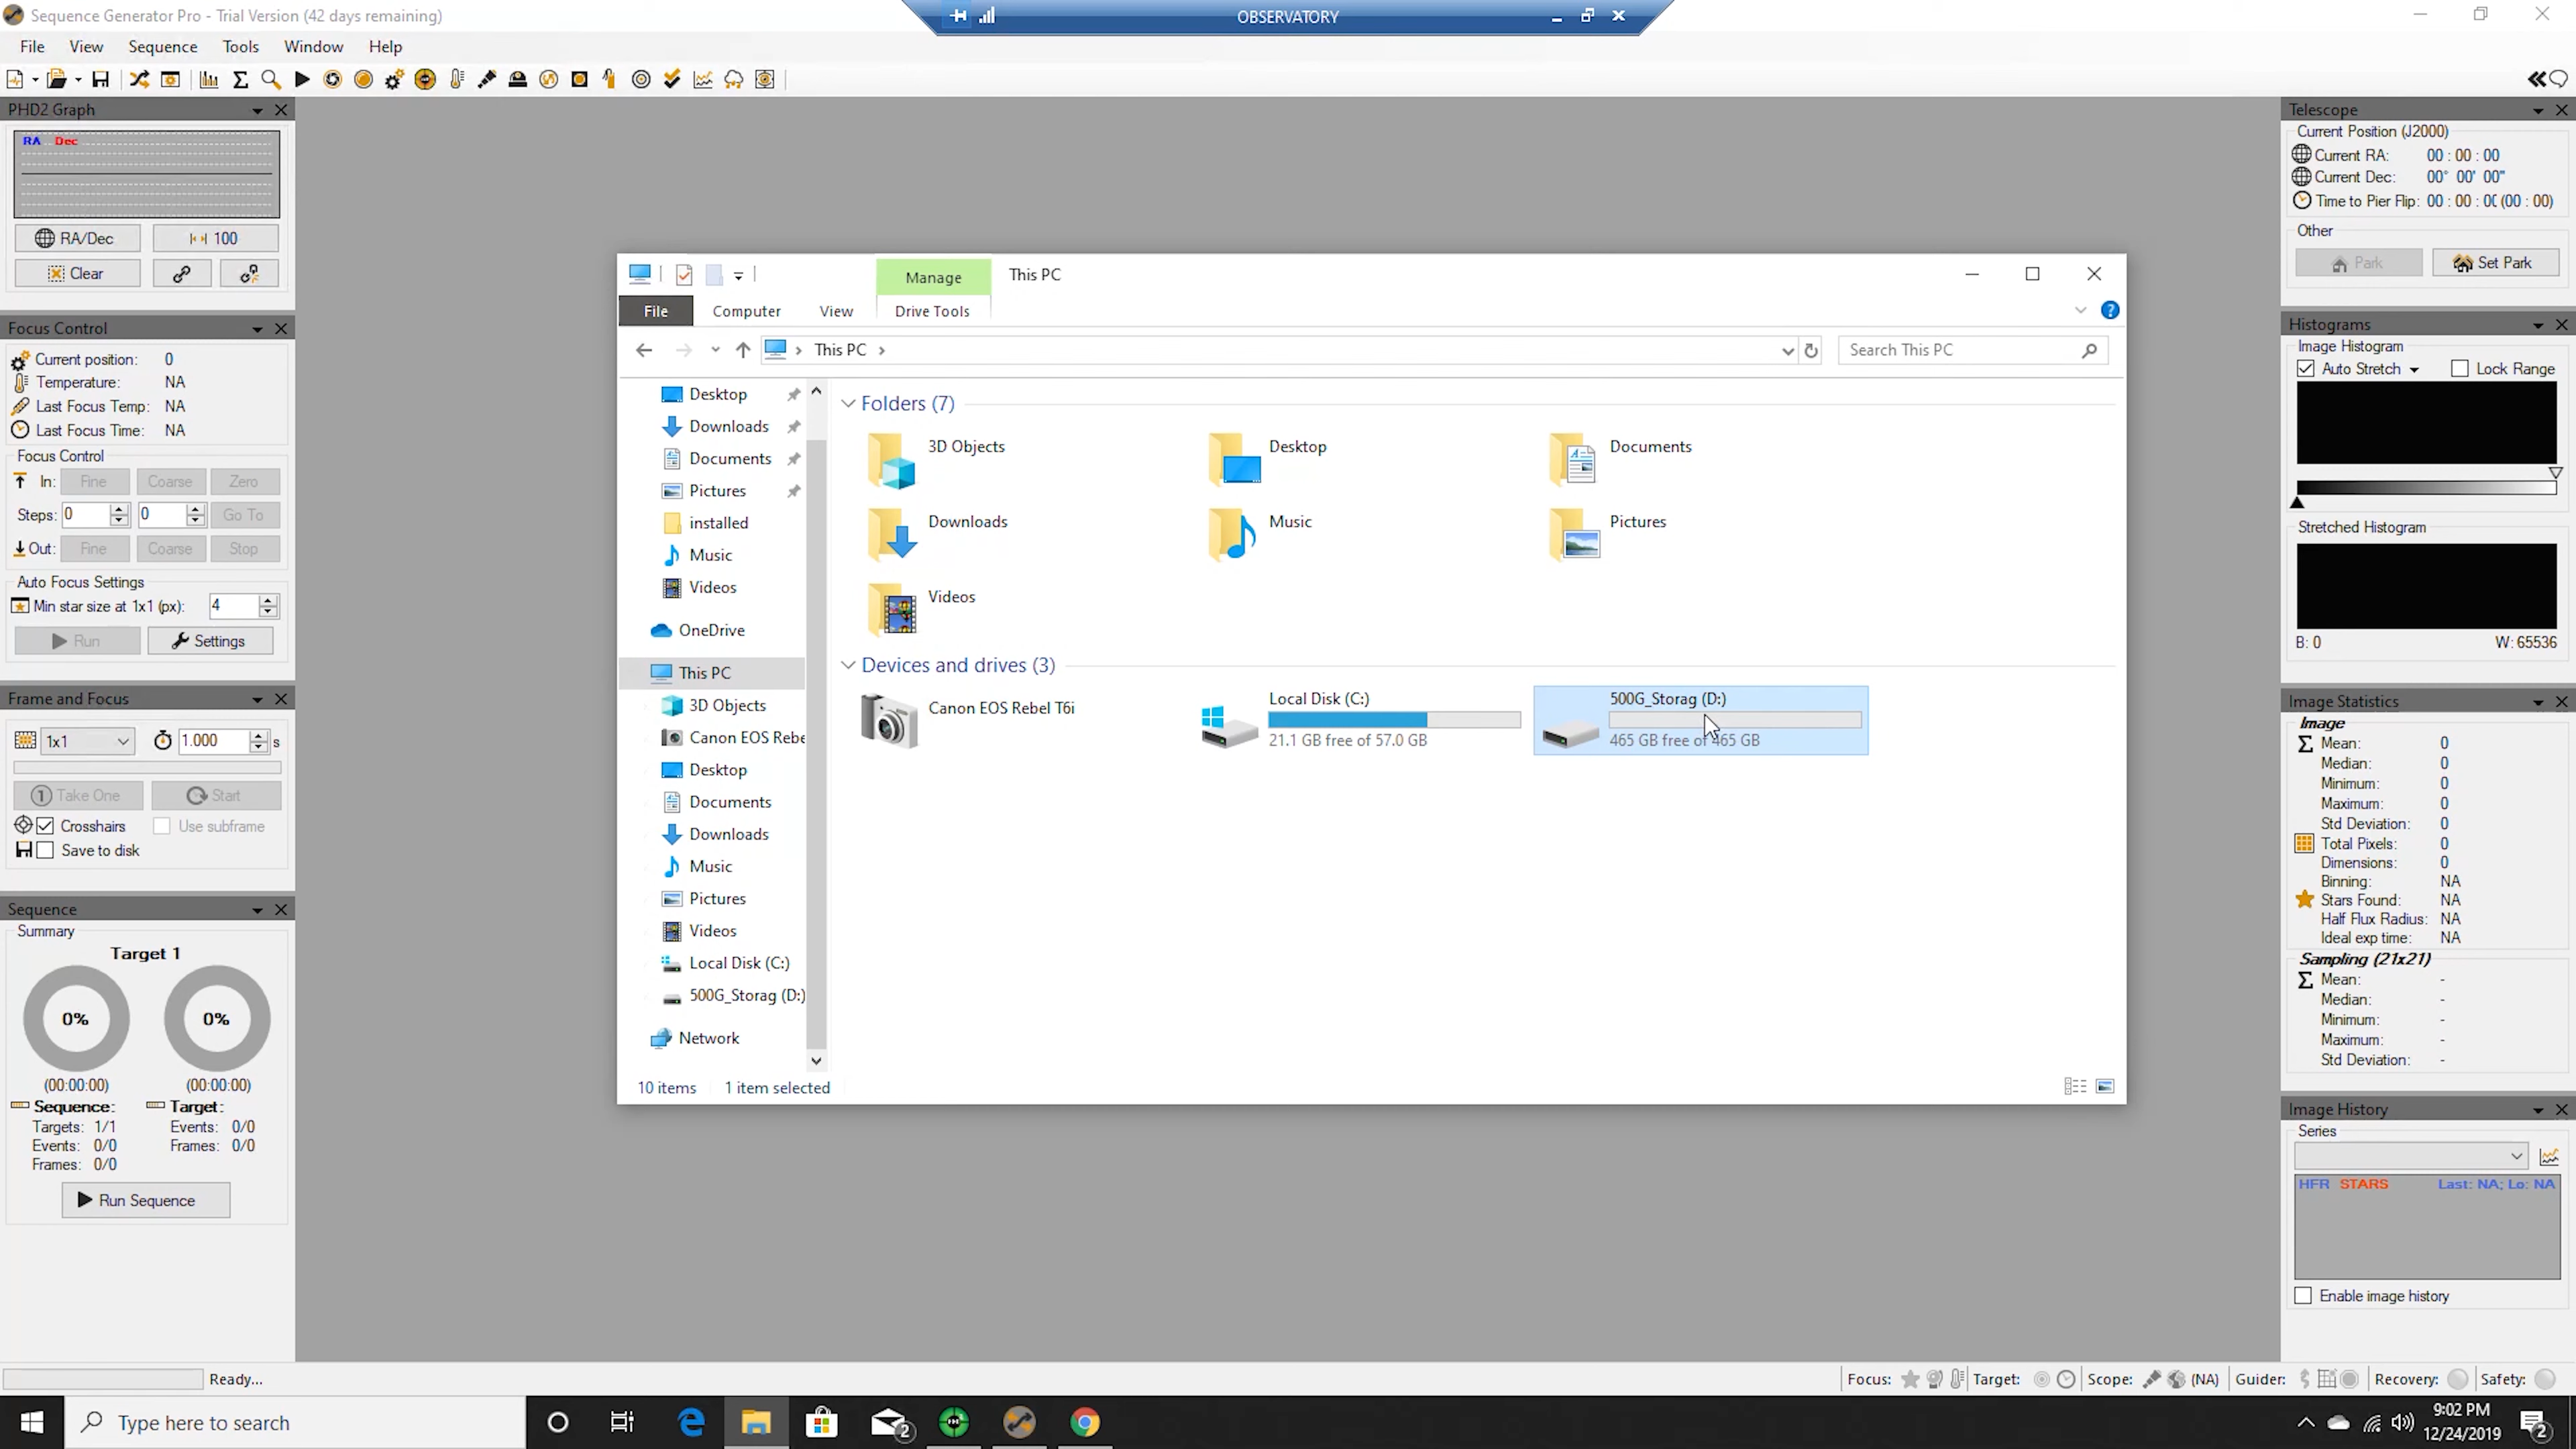 Sequence Generator Pro - Trial Version (42 days remaining)
OBSERVATORY
File View Sequence Tools Window Help
PHD2 Graph
RA Dec
RA/Dec
100
Clear
Focus Control
Current position: 0
Temperature: NA
Last Focus Temp: NA
Last Focus Time: NA
Focus Control
In: Fine Coarse Zero
Steps: 0 0 Go To
Out: Fine Coarse Stop
Auto Focus Settings
Min star size at 1x1 (px): 4
Run Settings
Frame and Focus
1x1 1.000 s
1 Take One Start
Crosshairs Use subframe
Save to disk
Sequence
Summary
Target 1
0% 0%
(00:00:00) (00:00:00)
Sequence: Target:
Targets: 1/1 Events: 0/0
Events: 0/0 Frames: 0/0
Frames: 0/0
Run Sequence
Manage This PC
File Computer View Drive Tools
This PC
Search This PC
Desktop
Downloads
Documents
Pictures
installed
Music
Videos
OneDrive
This PC
3D Objects
Canon EOS Rebe
Desktop
Documents
Downloads
Music
Pictures
Videos
Local Disk (C:)
500G_Storag (D:)
Network
Folders (7)
3D Objects Desktop Documents
Downloads Music Pictures
Videos
Devices and drives (3)
Canon EOS Rebel T6i
Local Disk (C:)
21.1 GB free of 57.0 GB
500G_Storag (D:)
465 GB free of 465 GB
10 items 1 item selected
Telescope
Current Position (J2000)
Current RA: 00 : 00 : 00
Current Dec: 00° 00' 00"
Time to Pier Flip: 00 : 00 : 0( (00 : 00)
Other
Park Set Park
Histograms
Image Histogram
Auto Stretch Lock Range
Stretched Histogram
B: 0 W: 65536
Image Statistics
Image
Mean: 0
Median: 0
Minimum: 0
Maximum: 0
Std Deviation: 0
Total Pixels: 0
Dimensions: 0
Binning: NA
Stars Found: NA
Half Flux Radius: NA
Ideal exp time: NA
Sampling (21x21)
Mean: -
Median: -
Minimum: -
Maximum: -
Std Deviation: -
Image History
Series
HFR STARS Last: NA; Lo: NA
Enable image history
Ready...
Focus: Target: Scope: (NA) Guider: Recovery: Safety:
Type here to search
2
9:02 PM
12/24/2019
2